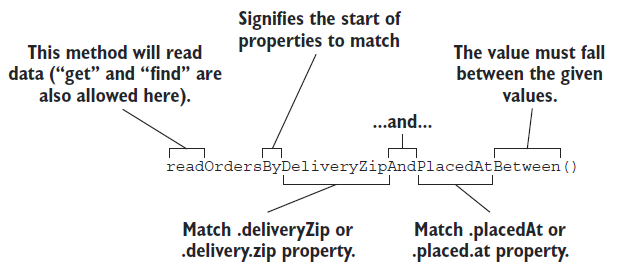 Signifies the start of
properties to match
This method will read
data (“get” and “find” are
also allowed here).
The value must fall
between the given
values.
...and...
readOrdersByDeliveryZipAndPlacedAtBetween()
Match .deliveryZip or
.delivery.zip property.
Match .placedAt or
.placed.at property.